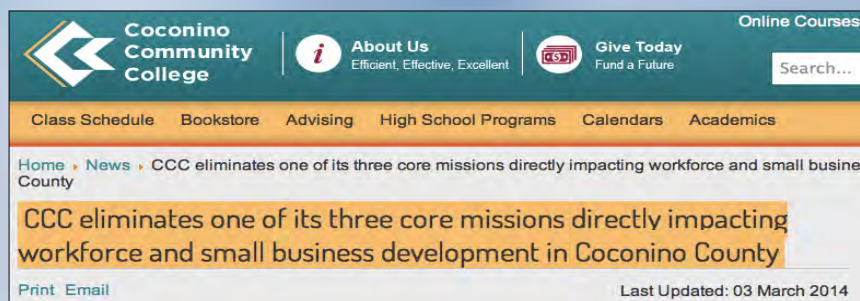 Coconino
Community
College
About Us
Efficient, Effective, Excellent
Give Today
Fund a Future
Online Courses
Search...
Class Schedule Bookstore Advising High School Programs Calendars Academics
Home News CCC eliminates one of its three core missions directly impacting workforce and small busine
County
CCC eliminates one of its three core missions directly impacting
workforce and small business development in Coconino County
Print Email
Last Updated: 03 March 2014